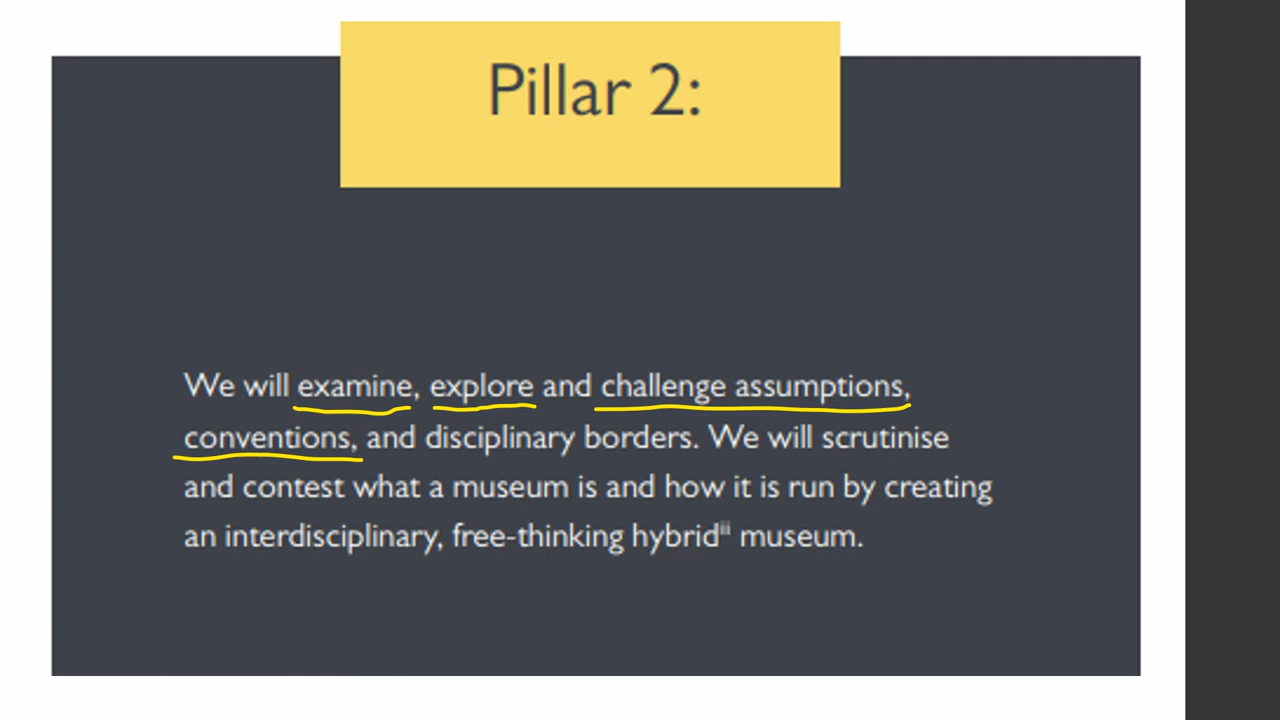 Pillar 2:
We will examine, explore and challenge assumptions,
conventions, and disciplinary borders. We will scrutinise
and contest what a museum is and how it is run by creating
an interdisciplinary, free-thinking hybridⁱⁱ museum.